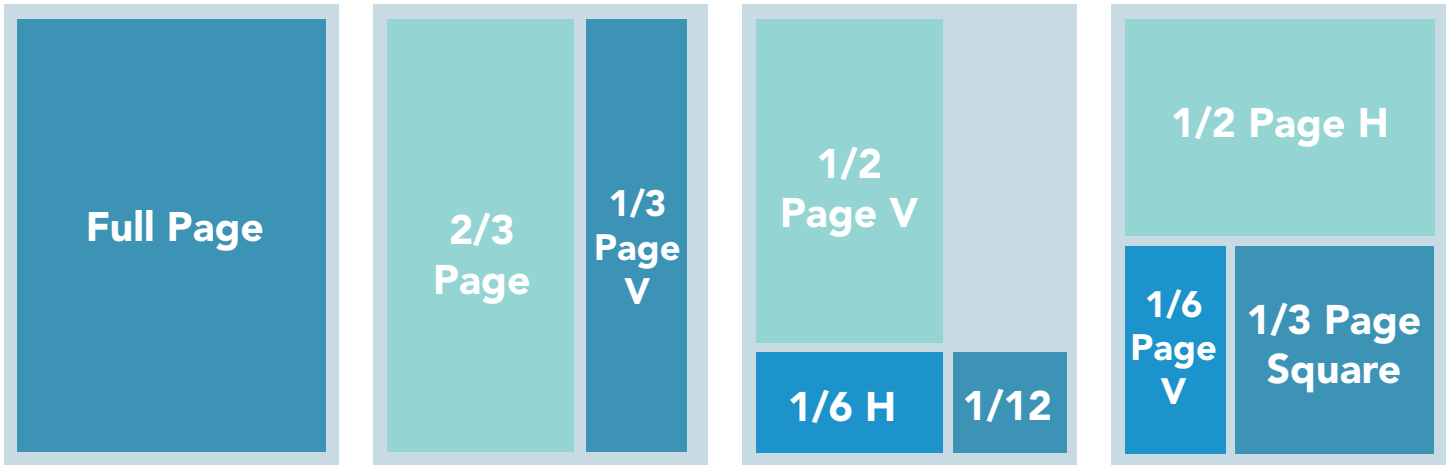 Full Page
2/3
Page
1/3
Page
V
1/2
Page V
1/6 H
1/12
1/2 Page H
1/6
Page
V
1/3 Page
Square